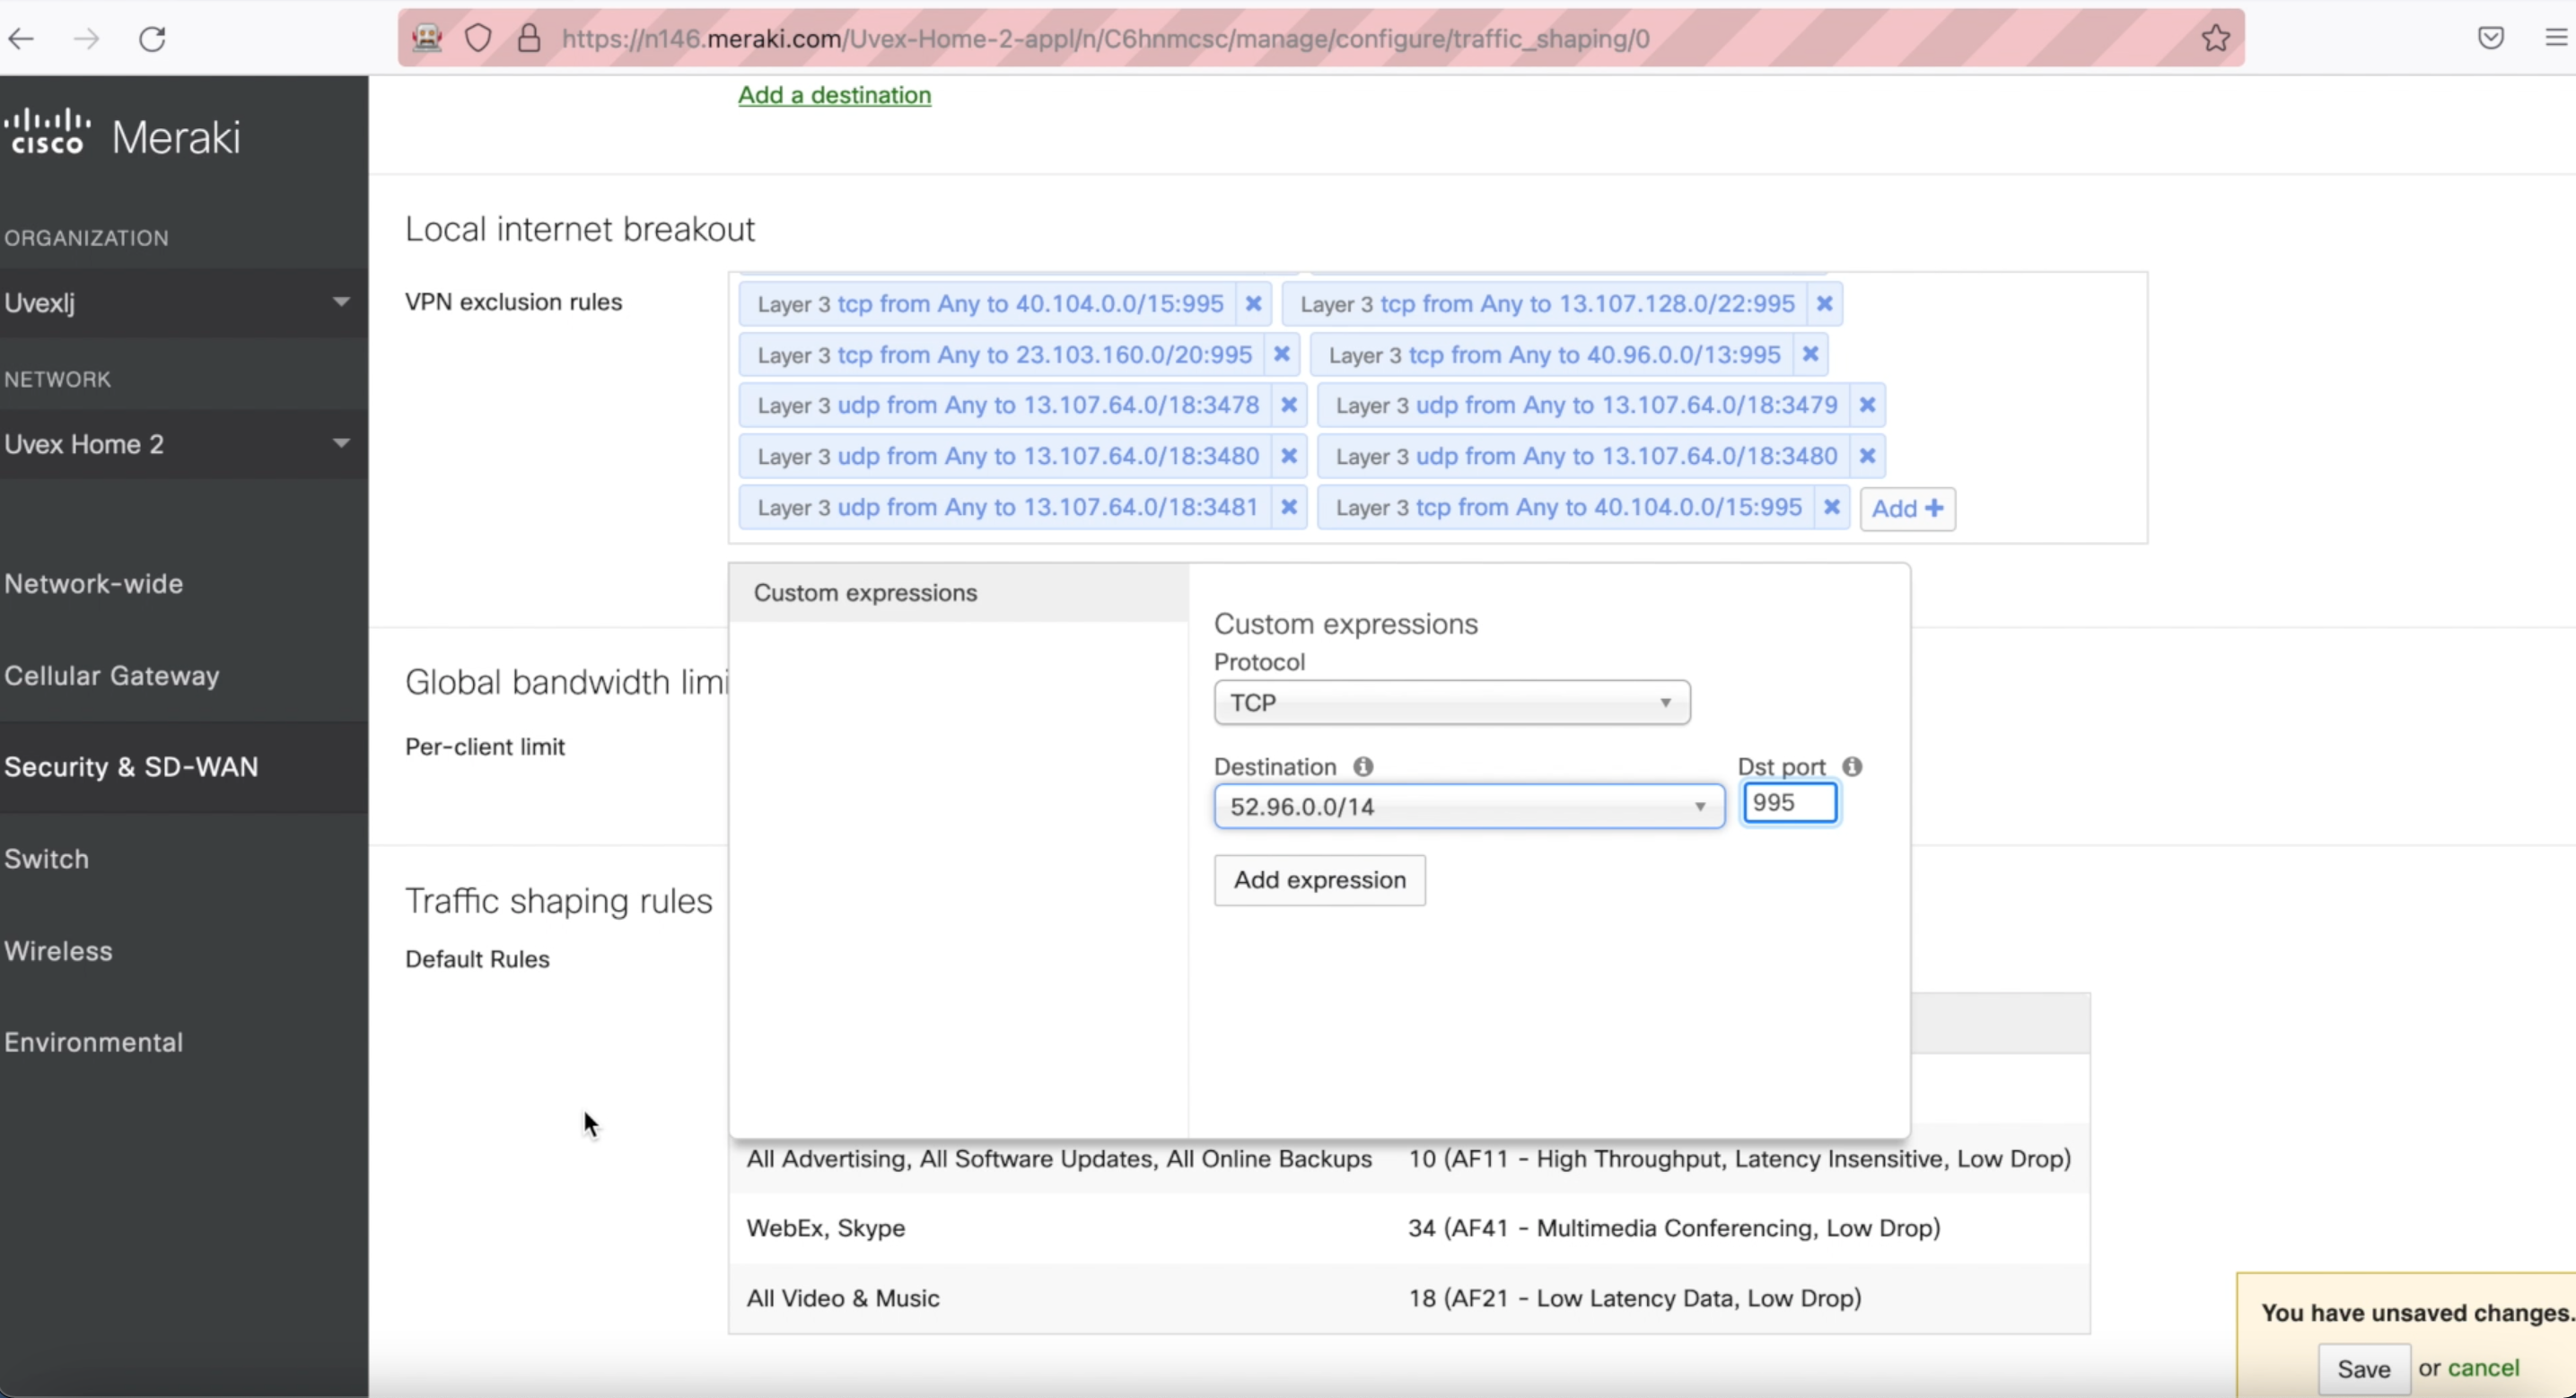 https://n146.meraki.com/Uvex-Home-2-appl/n/C6hnmcsc/manage/configure/traffic_shaping/0
cisco Meraki
ORGANIZATION
Uvexlj
NETWORK
Uvex Home 2
Network-wide
Cellular Gateway
Security & SD-WAN
Switch
Wireless
Environmental
Add a destination
Local internet breakout
VPN exclusion rules
Layer 3 tcp from Any to 40.104.0.0/15:995 Layer 3 tcp from Any to 13.107.128.0/22:995
Layer 3 tcp from Any to 23.103.160.0/20:995 Layer 3 tcp from Any to 40.96.0.0/13:995
Layer 3 udp from Any to 13.107.64.0/18:3478 Layer 3 udp from Any to 13.107.64.0/18:3479
Layer 3 udp from Any to 13.107.64.0/18:3480 Layer 3 udp from Any to 13.107.64.0/18:3480
Layer 3 udp from Any to 13.107.64.0/18:3481 Layer 3 tcp from Any to 40.104.0.0/15:995 Add +
Custom expressions
Custom expressions
Protocol
TCP
Destination Dst port
52.96.0.0/14 995
Add expression
Global bandwidth limi
Per-client limit
Traffic shaping rules
Default Rules
All Advertising, All Software Updates, All Online Backups 10 (AF11 - High Throughput, Latency Insensitive, Low Drop)
WebEx, Skype 34 (AF41 - Multimedia Conferencing, Low Drop)
All Video & Music 18 (AF21 - Low Latency Data, Low Drop)
You have unsaved changes.
Save or cancel